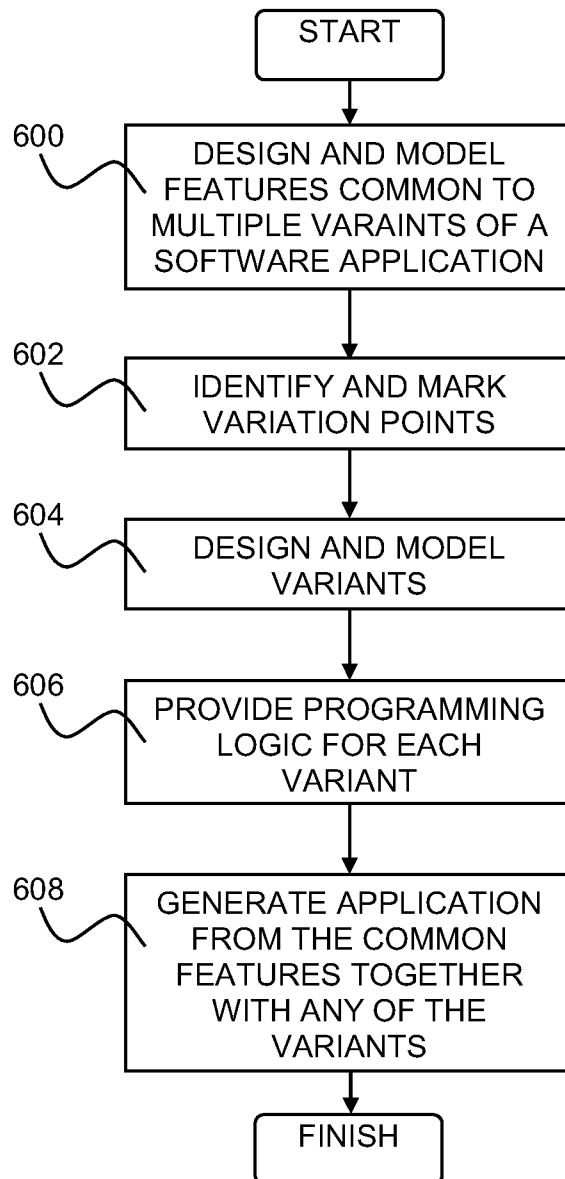 START
600
DESIGN AND MODEL
FEATURES COMMON TO
MULTIPLE VARAINTS OF A
SOFTWARE APPLICATION
602
IDENTIFY AND MARK
VARIATION POINTS
604
DESIGN AND MODEL
VARIANTS
606
PROVIDE PROGRAMMING
LOGIC FOR EACH
VARIANT
608
GENERATE APPLICATION
FROM THE COMMON
FEATURES TOGETHER
WITH ANY OF THE
VARIANTS
FINISH